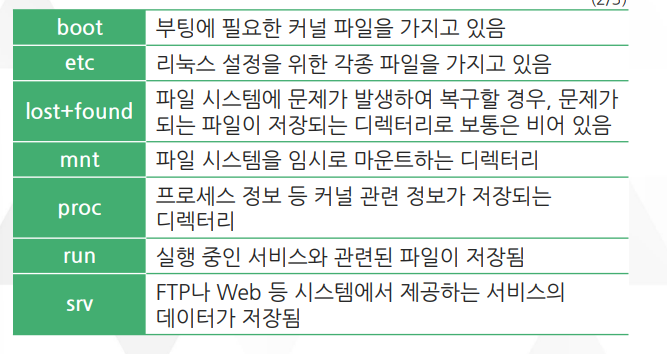 (2/3)
boot 부팅에 필요한 커널 파일을 가지고 있음
etc 리눅스 설정을 위한 각종 파일을 가지고 있음
lost+found 파일 시스템에 문제가 발생하여 복구할 경우, 문제가
되는 파일이 저장되는 디렉터리로 보통은 비어 있음
mnt 파일 시스템을 임시로 마운트하는 디렉터리
proc 프로세스 정보 등 커널 관련 정보가 저장되는
디렉터리
run 실행 중인 서비스와 관련된 파일이 저장됨
srv FTP나 Web 등 시스템에서 제공하는 서비스의
데이터가 저장됨